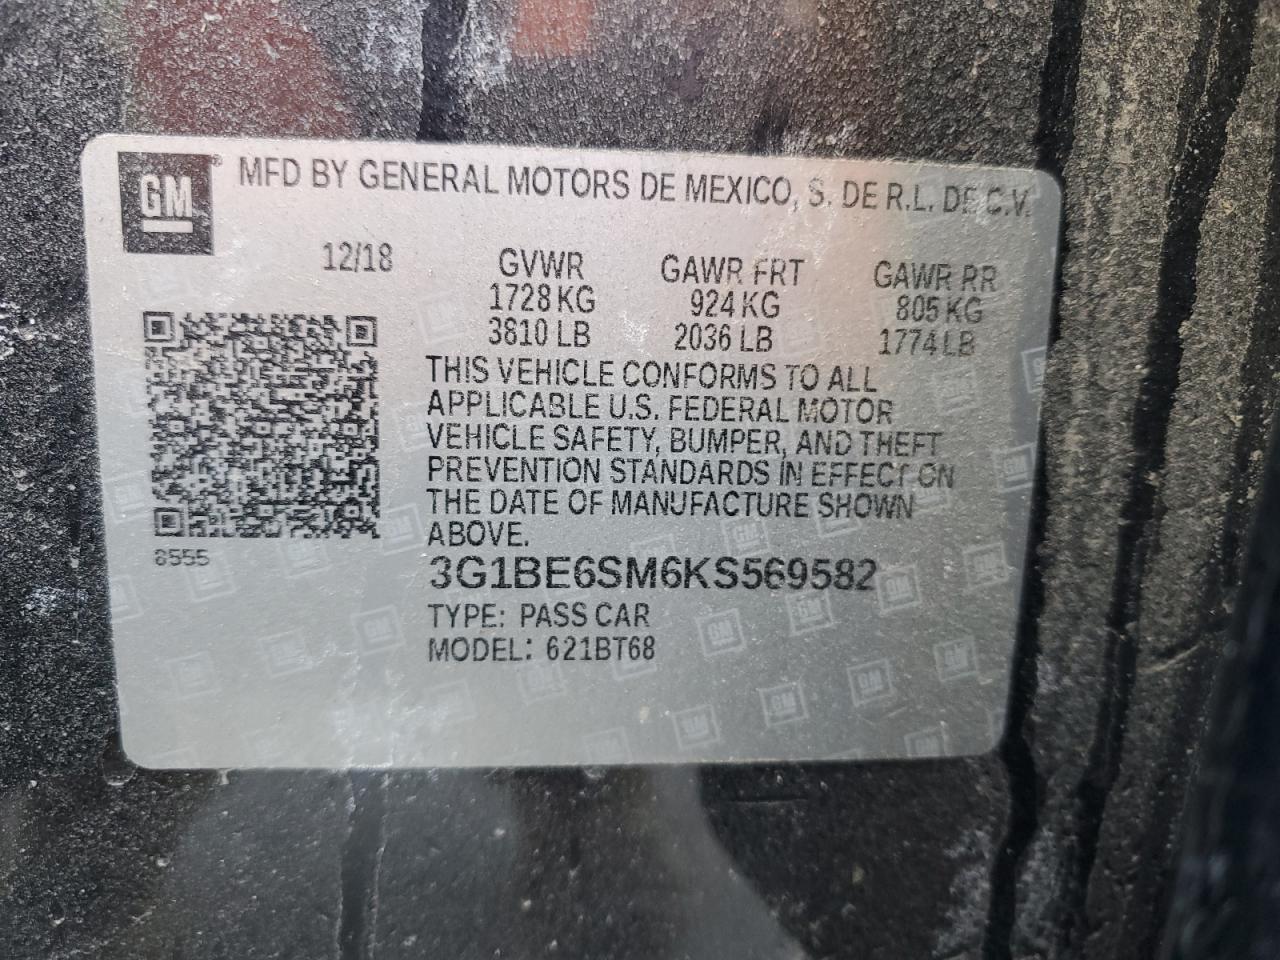 GM ® MFD BY GENERAL MOTORS DE MEXICO, S. DE R.L. DE C.V.
12/18 GVWR GAWR FRT GAWR RR
1728 KG 924 KG 805 KG
3810 LB 2036 LB 1774 LB
THIS VEHICLE CONFORMS TO ALL
APPLICABLE U.S. FEDERAL MOTOR
VEHICLE SAFETY, BUMPER, AND THEFT
PREVENTION STANDARDS IN EFFECT ON
THE DATE OF MANUFACTURE SHOWN
ABOVE.
8555
3G1BE6SM6KS569582
TYPE: PASS CAR
MODEL: 621BT68